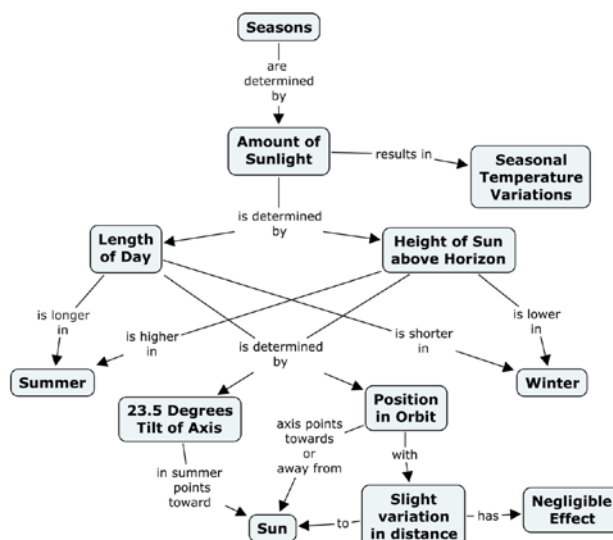 Seasons
are
determined
by
Amount of
Sunlight
results in
Seasonal
Temperature
Variations
is determined
by
Length
of Day
Height of Sun
above Horizon
is longer
in
is higher
in
is determined
by
is shorter
in
is lower
in
Summer
Winter
23.5 Degrees
Tilt of Axis
Position
in Orbit
axis points
towards
or
away from
with
in summer
points
toward
Sun
to
Slight
variation
in distance
has
Negligible
Effect